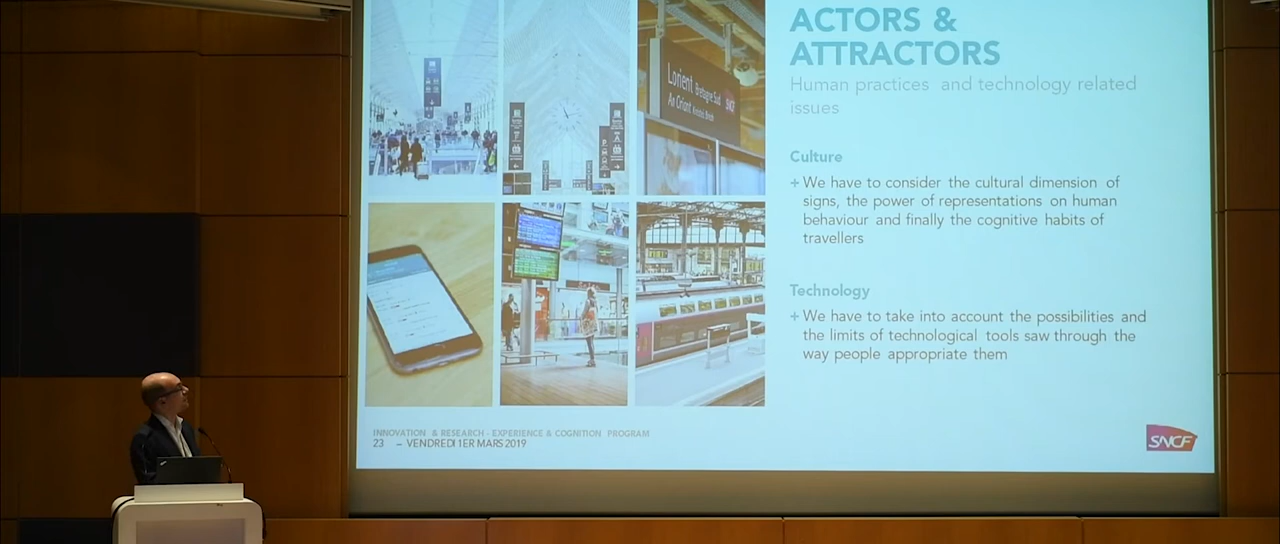 ACTORS &
ATTRACTORS
Human practices and technology related
issues
Culture
+ We have to consider the cultural dimension of
signs, the power of representations on human
behaviour and finally the cognitive habits of
travellers
Technology
+ We have to take into account the possibilities and
the limits of technological tools saw through the
way people appropriate them
Lorient Bretagne Sud
An Oriant
SNCF
INNOVATION & RESEARCH - EXPERIENCE & COGNITION PROGRAM
23 – VENDREDI 1ER MARS 2019
SNCF